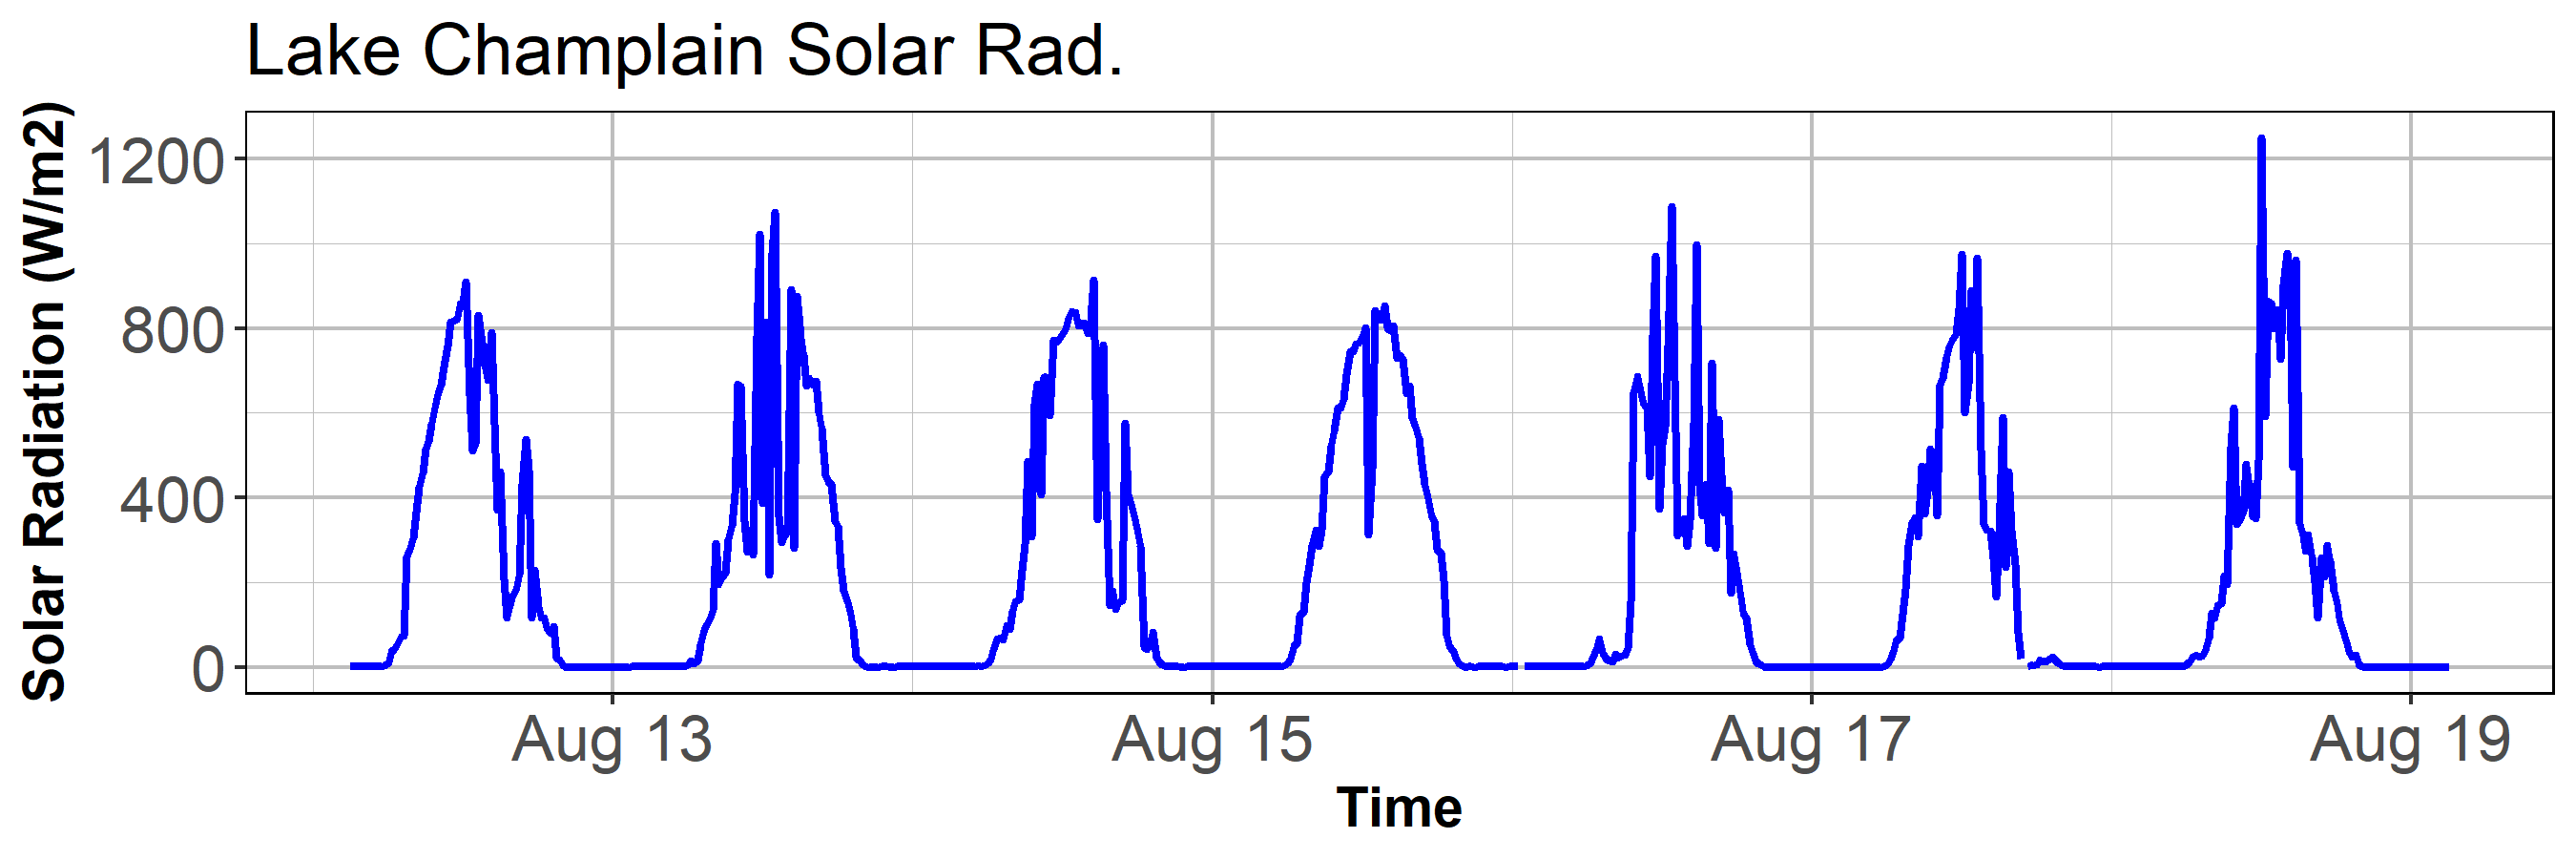 Lake Champlain Solar Rad.
Solar Radiation (W/m2)
1200
800
400
0
Aug 13
Aug 15
Aug 17
Aug 19
Time